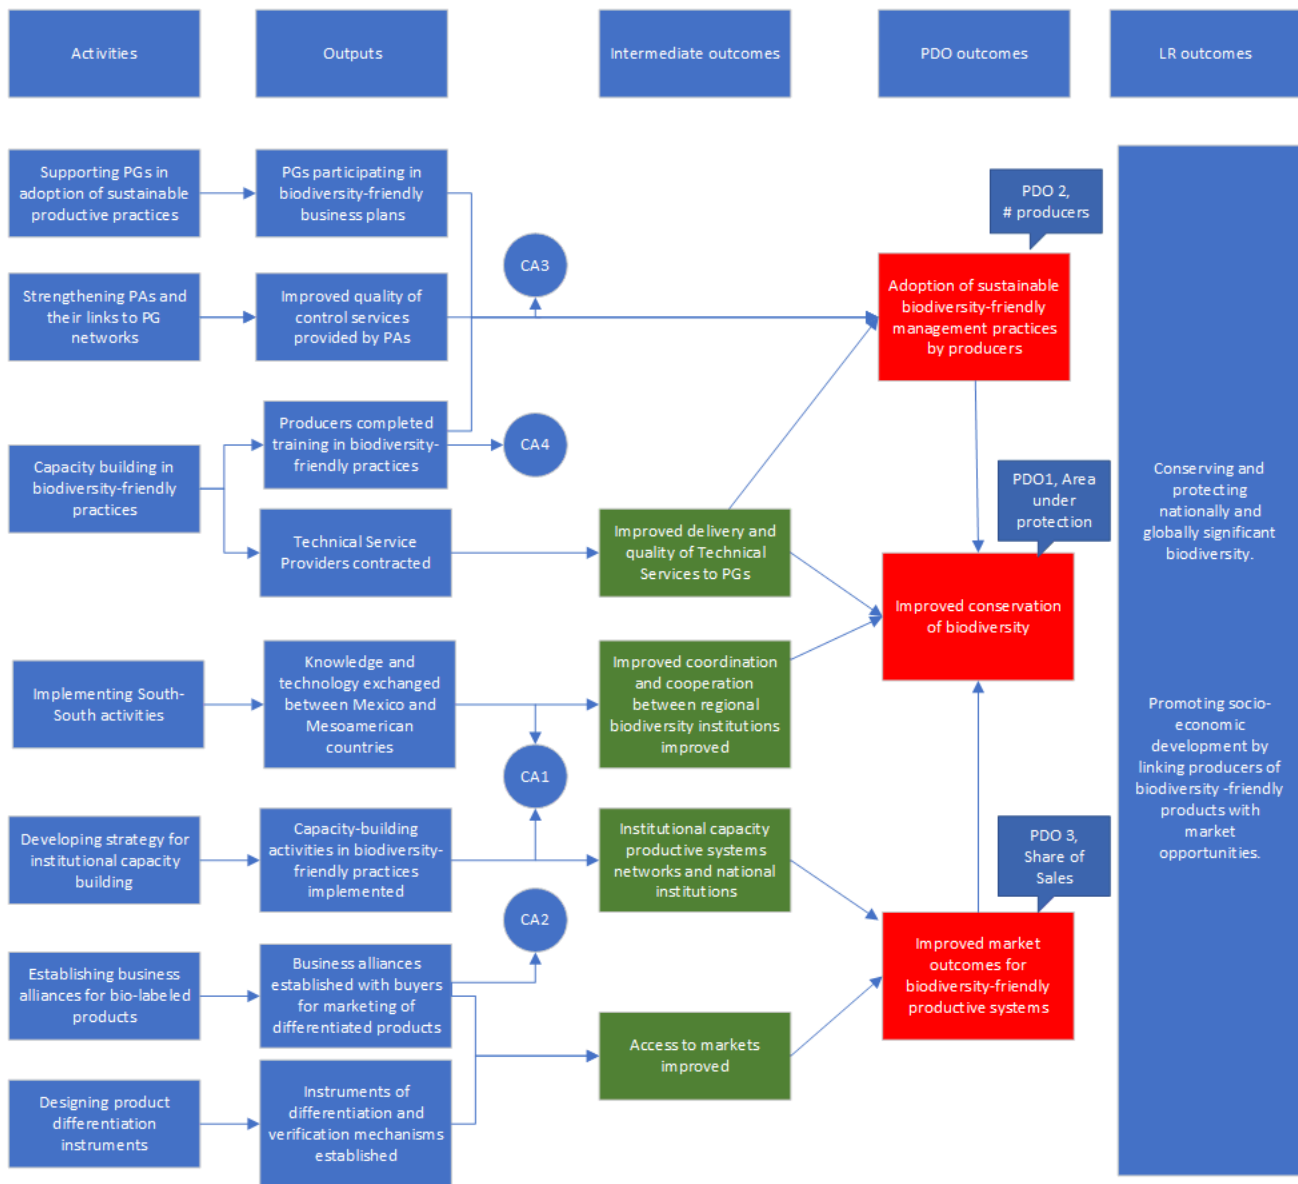 Activities
Outputs
Intermediate outcomes
PDO outcomes
LR outcomes
Supporting PGs in
adoption of sustainable
productive practices
PGs participating in
biodiversity-friendly
business plans
PDO 2,
# producers
Strengthening PAs and
their links to PG
networks
Improved quality of
control services
provided by PAs
CA3
Adoption of sustainable
biodiversity-friendly
management practices
by producers
Capacity building in
biodiversity-friendly
practices
Producers completed
training in biodiversity-
friendly practices
CA4
PDO1, Area
under
protection
Technical Service
Providers contracted
Improved delivery and
quality of Technical
Services to PGs
Improved conservation
of biodiversity
Conserving and
protecting
nationally and
globally significant
biodiversity.
Implementing South-
South activities
Knowledge and
technology exchanged
between Mexico and
Mesoamerican
countries
Improved coordination
and cooperation
between regional
biodiversity institutions
improved
CA1
Promoting socio-
economic
development by
linking producers of
biodiversity -friendly
products with
market
opportunities.
Developing strategy for
institutional capacity
building
Capacity-building
activities in biodiversity-
friendly practices
implemented
Institutional capacity
productive systems
networks and national
institutions
PDO 3,
Share of
Sales
CA2
Establishing business
alliances for bio-labeled
products
Business alliances
established with buyers
for marketing of
differentiated products
Improved market
outcomes for
biodiversity-friendly
productive systems
Access to markets
improved
Designing product
differentiation
instruments
Instruments of
differentiation and
verification mechanisms
established